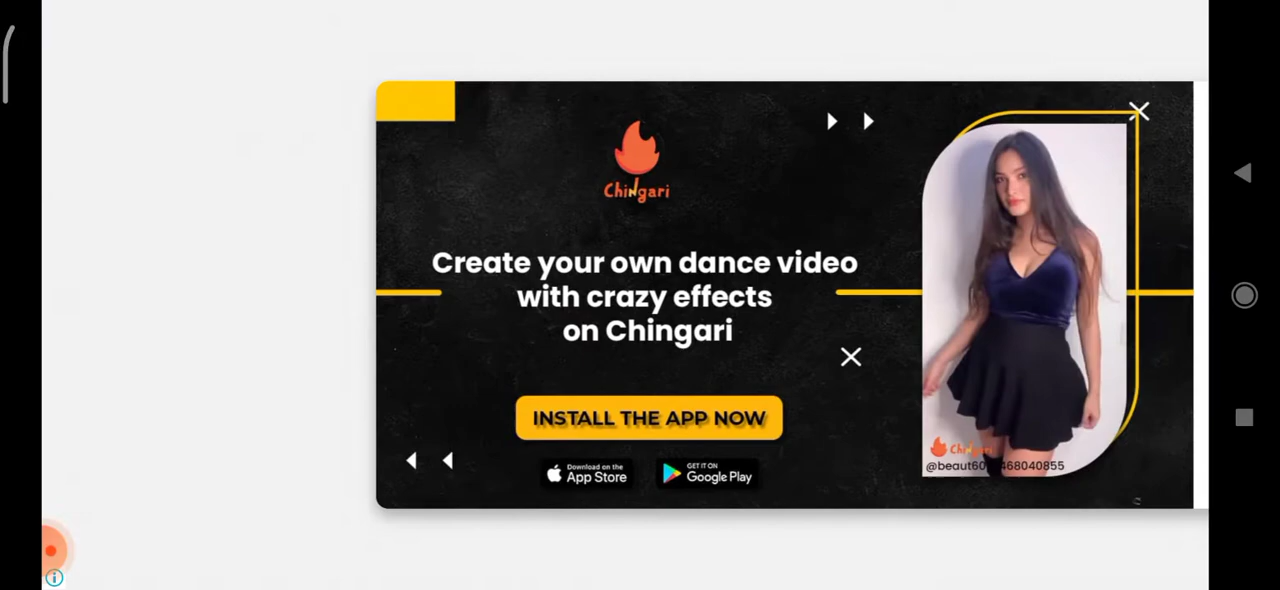 Chingari
Create your own dance video
with crazy effects
on Chingari
INSTALL THE APP NOW
Download on the
App Store
GET IT ON
Google Play
Chingari
468040855